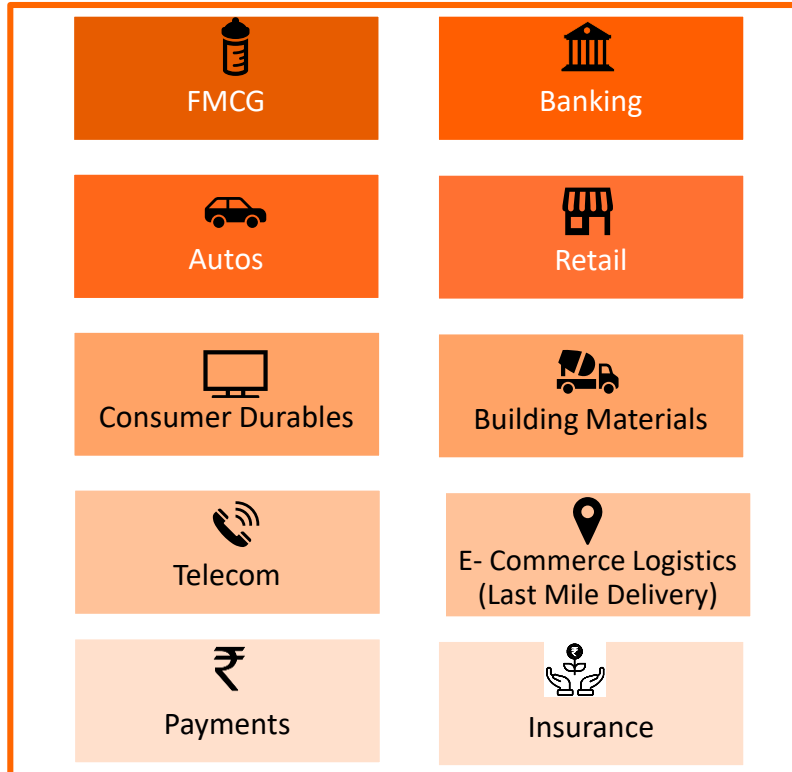 FMCG
Banking
Autos
Retail
Consumer Durables
Building Materials
Telecom
E- Commerce Logistics
(Last Mile Delivery)
₹
Payments
₹
Insurance